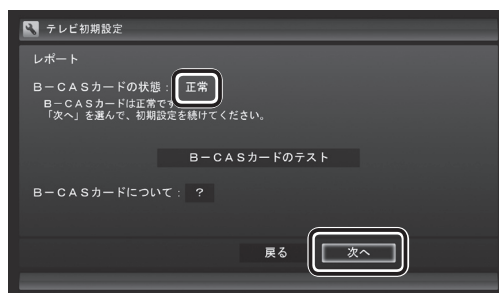 テレビ初期設定
レポート
B−CASカードの状態： 正常
B−CASカードは正常です
「次へ」を選んで、初期設定を続けてください。
B−CASカードのテスト
B−CASカードについて： ？
戻る 次へ